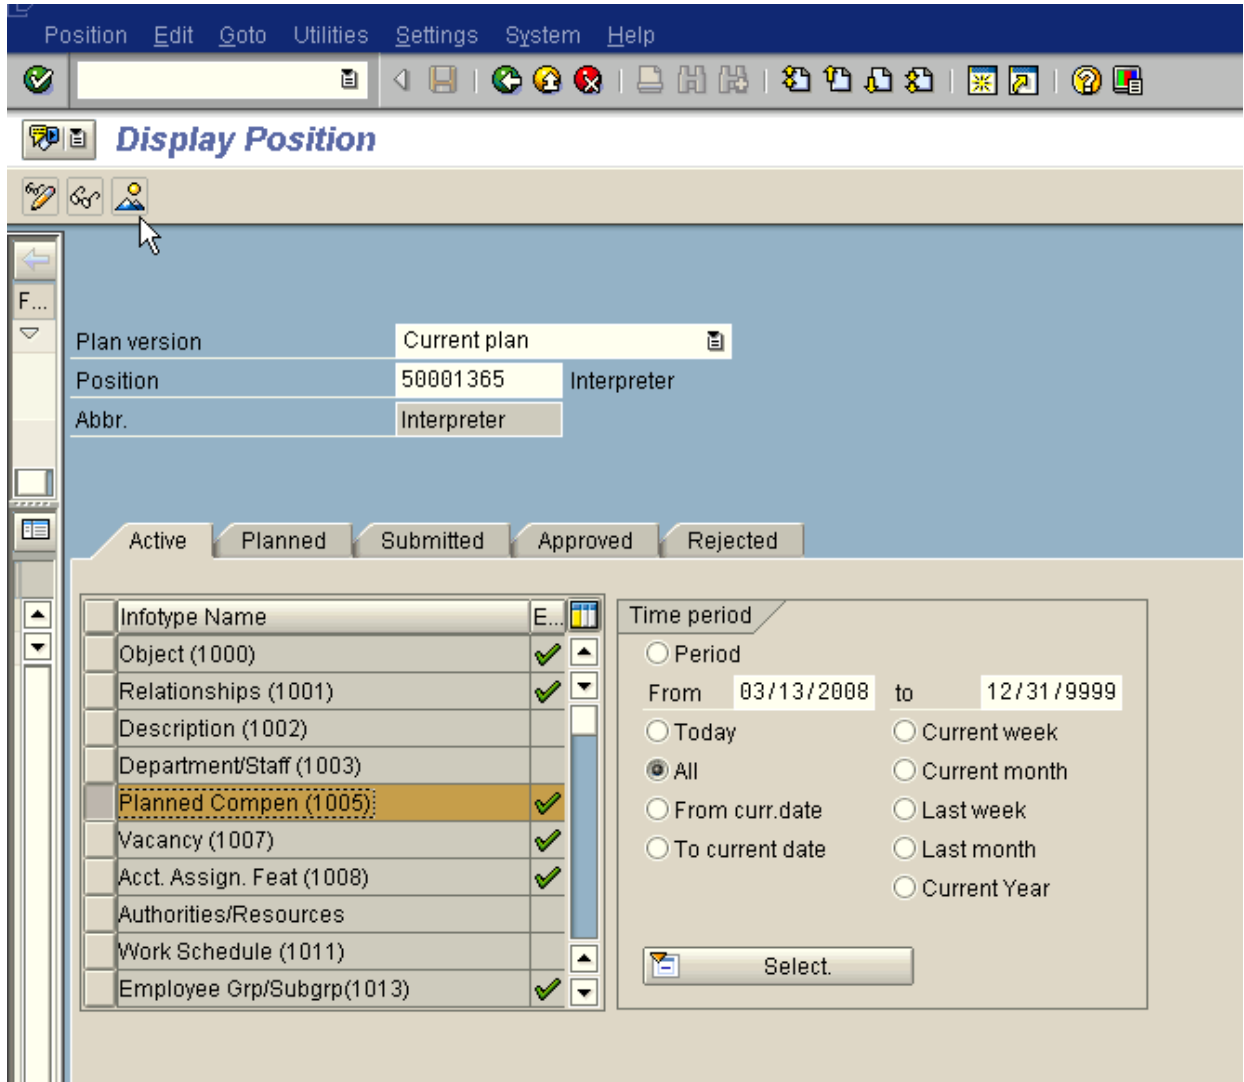 Position Edit Goto Utilities Settings System Help
Display Position
F...
Plan version Current plan
Position 50001365 Interpreter
Abbr. Interpreter
Active Planned Submitted Approved Rejected
Infotype Name E...
Object (1000)
Relationships (1001)
Description (1002)
Department/Staff (1003)
Planned Compen (1005)
Vacancy (1007)
Acct. Assign. Feat (1008)
Authorities/Resources
Work Schedule (1011)
Employee Grp/Subgrp(1013)
Time period
Period
From 03/13/2008 to 12/31/9999
Today Current week
All Current month
From curr.date Last week
To current date Last month
Current Year
Select.